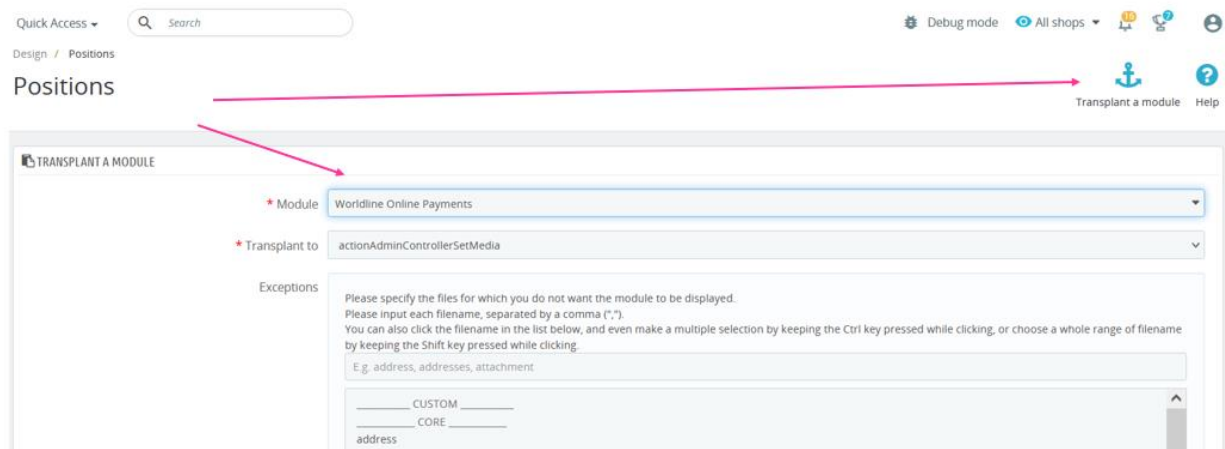 Quick Access
Search
Debug mode
All shops
Design / Positions
Positions
Transplant a module
Help
TRANSPLANT A MODULE
* Module
Worldline Online Payments
* Transplant to
actionAdminControllerSetMedia
Exceptions
Please specify the files for which you do not want the module to be displayed.
Please input each filename, separated by a comma (",").
You can also click the filename in the list below, and even make a multiple selection by keeping the Ctrl key pressed while clicking, or choose a whole range of filename
by keeping the Shift key pressed while clicking.
E.g. address, addresses, attachment
___________ CUSTOM ___________
____________ CORE ____________
address